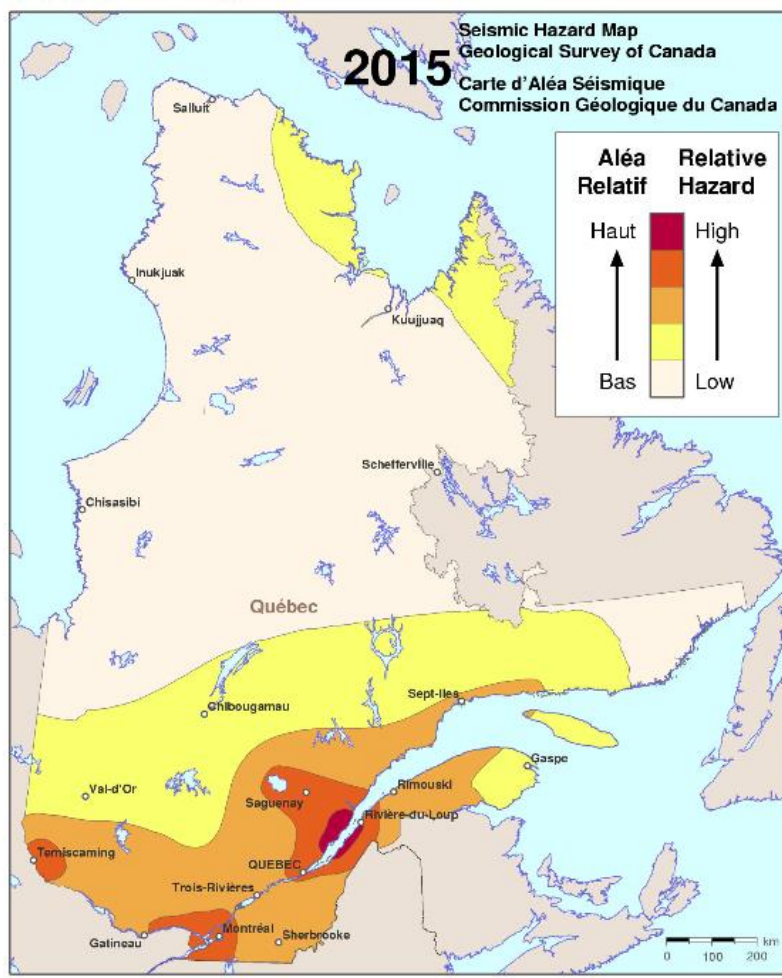 2015
Seismic Hazard Map
Geological Survey of Canada
Carte d'Aléa Séismique
Commission Géologique du Canada
Aléa Relatif
Relative Hazard
Haut
High
Bas
Low
Salluit
Inukjuak
Kuujjuaq
Schefferville
Chisasibi
Québec
Chibougamau
Sept-Iles
Val-d'Or
Gaspe
Saguenay
Rimouski
Rivière-du-Loup
Temiscaming
QUEBEC
Trois-Rivières
Montréal
Gatineau
Sherbrooke
km
0 100 200